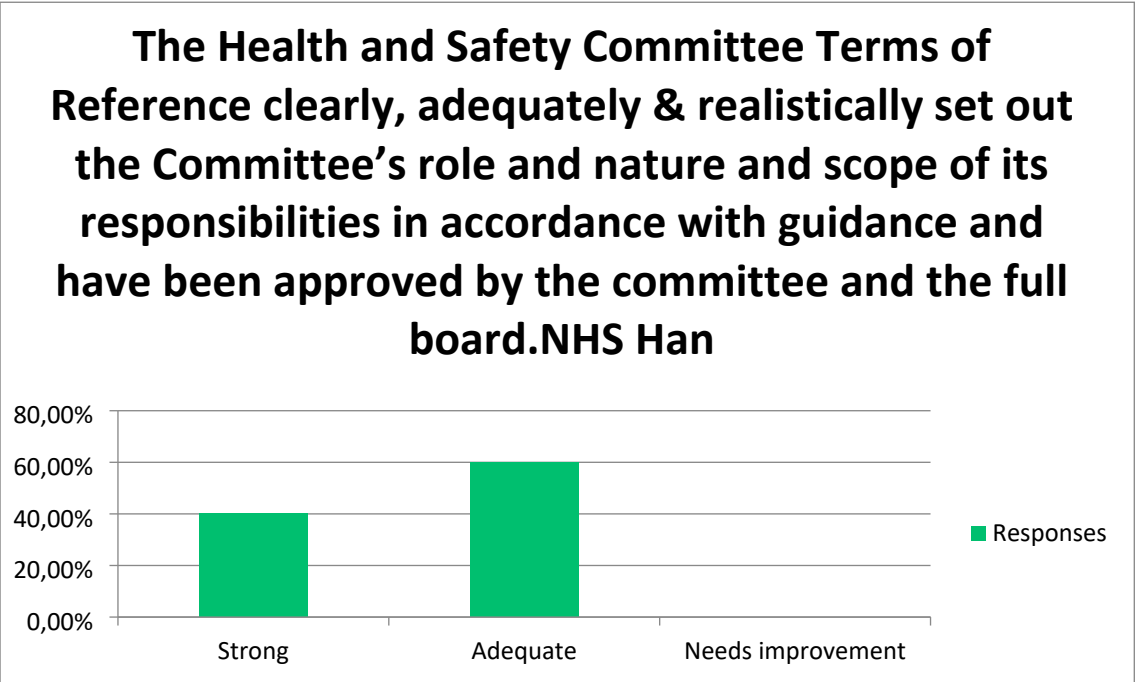 The Health and Safety Committee Terms of
Reference clearly, adequately & realistically set out
the Committee’s role and nature and scope of its
responsibilities in accordance with guidance and
have been approved by the committee and the full
board.NHS Han
80,00%
60,00%
40,00%
20,00%
0,00%
Strong
Adequate
Needs improvement
Responses